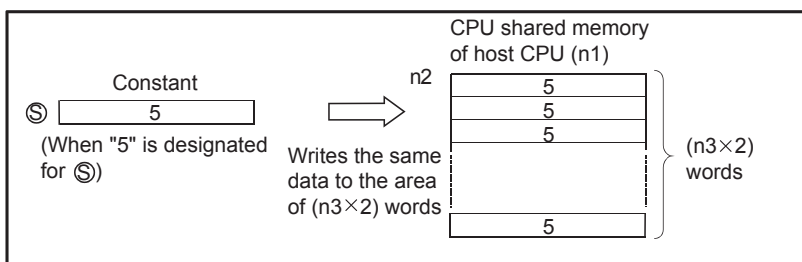 CPU shared memory
of host CPU (n1)
Constant
n2
Ⓢ 5
5
5
5
(When "5" is designated
for Ⓢ)
Writes the same
data to the area
of (n3×2) words
(n3×2)
words
5